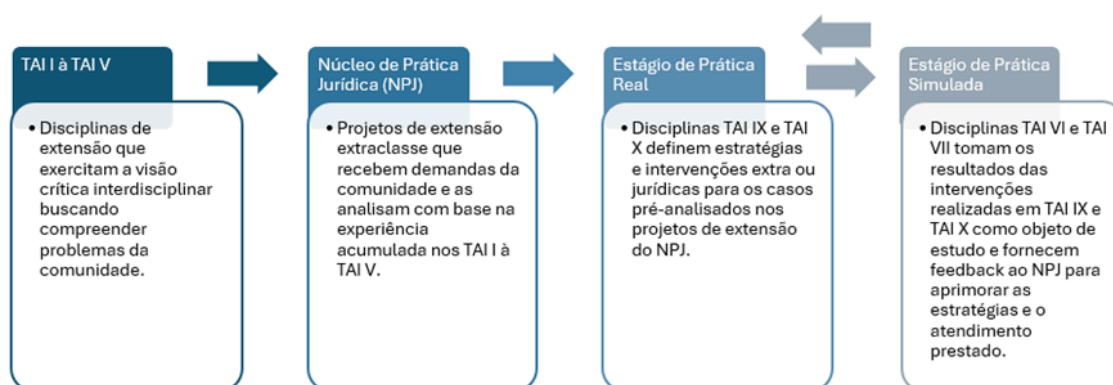 TAI I à TAI V
• Disciplinas de
extensão que
exercitam a visão
crítica interdisciplinar
buscando
compreender
problemas da
comunidade.
Núcleo de Prática
Jurídica (NPJ)
• Projetos de extensão
extraclasse que
recebem demandas da
comunidade e as
analisam com base na
experiência
acumulada nos TAI I à
TAI V.
Estágio de Prática
Real
• Disciplinas TAI IX e TAI
X definem estratégias
e intervenções extra ou
jurídicas para os casos
pré-analisados nos
projetos de extensão
do NPJ.
Estágio de Prática
Simulada
• Disciplinas TAI VI e TAI
VII tomam os
resultados das
intervenções
realizadas em TAI IX e
TAI X como objeto de
estudo e fornecem
feedback ao NPJ para
aprimorar as
estratégias e o
atendimento
prestado.